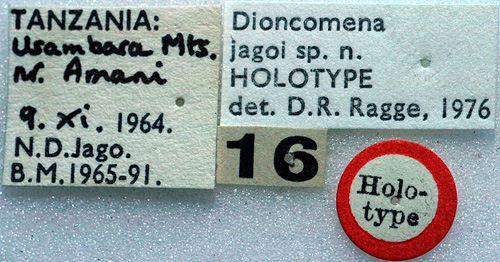 TANZANIA:
Usambara Mts.
nr. Amani
9. xi. 1964.
N.D.Jago.
B.M.1965-91.
Dioncomena
jagoi sp. n.
HOLOTYPE
det. D.R. Ragge, 1976
16
Holo-
type